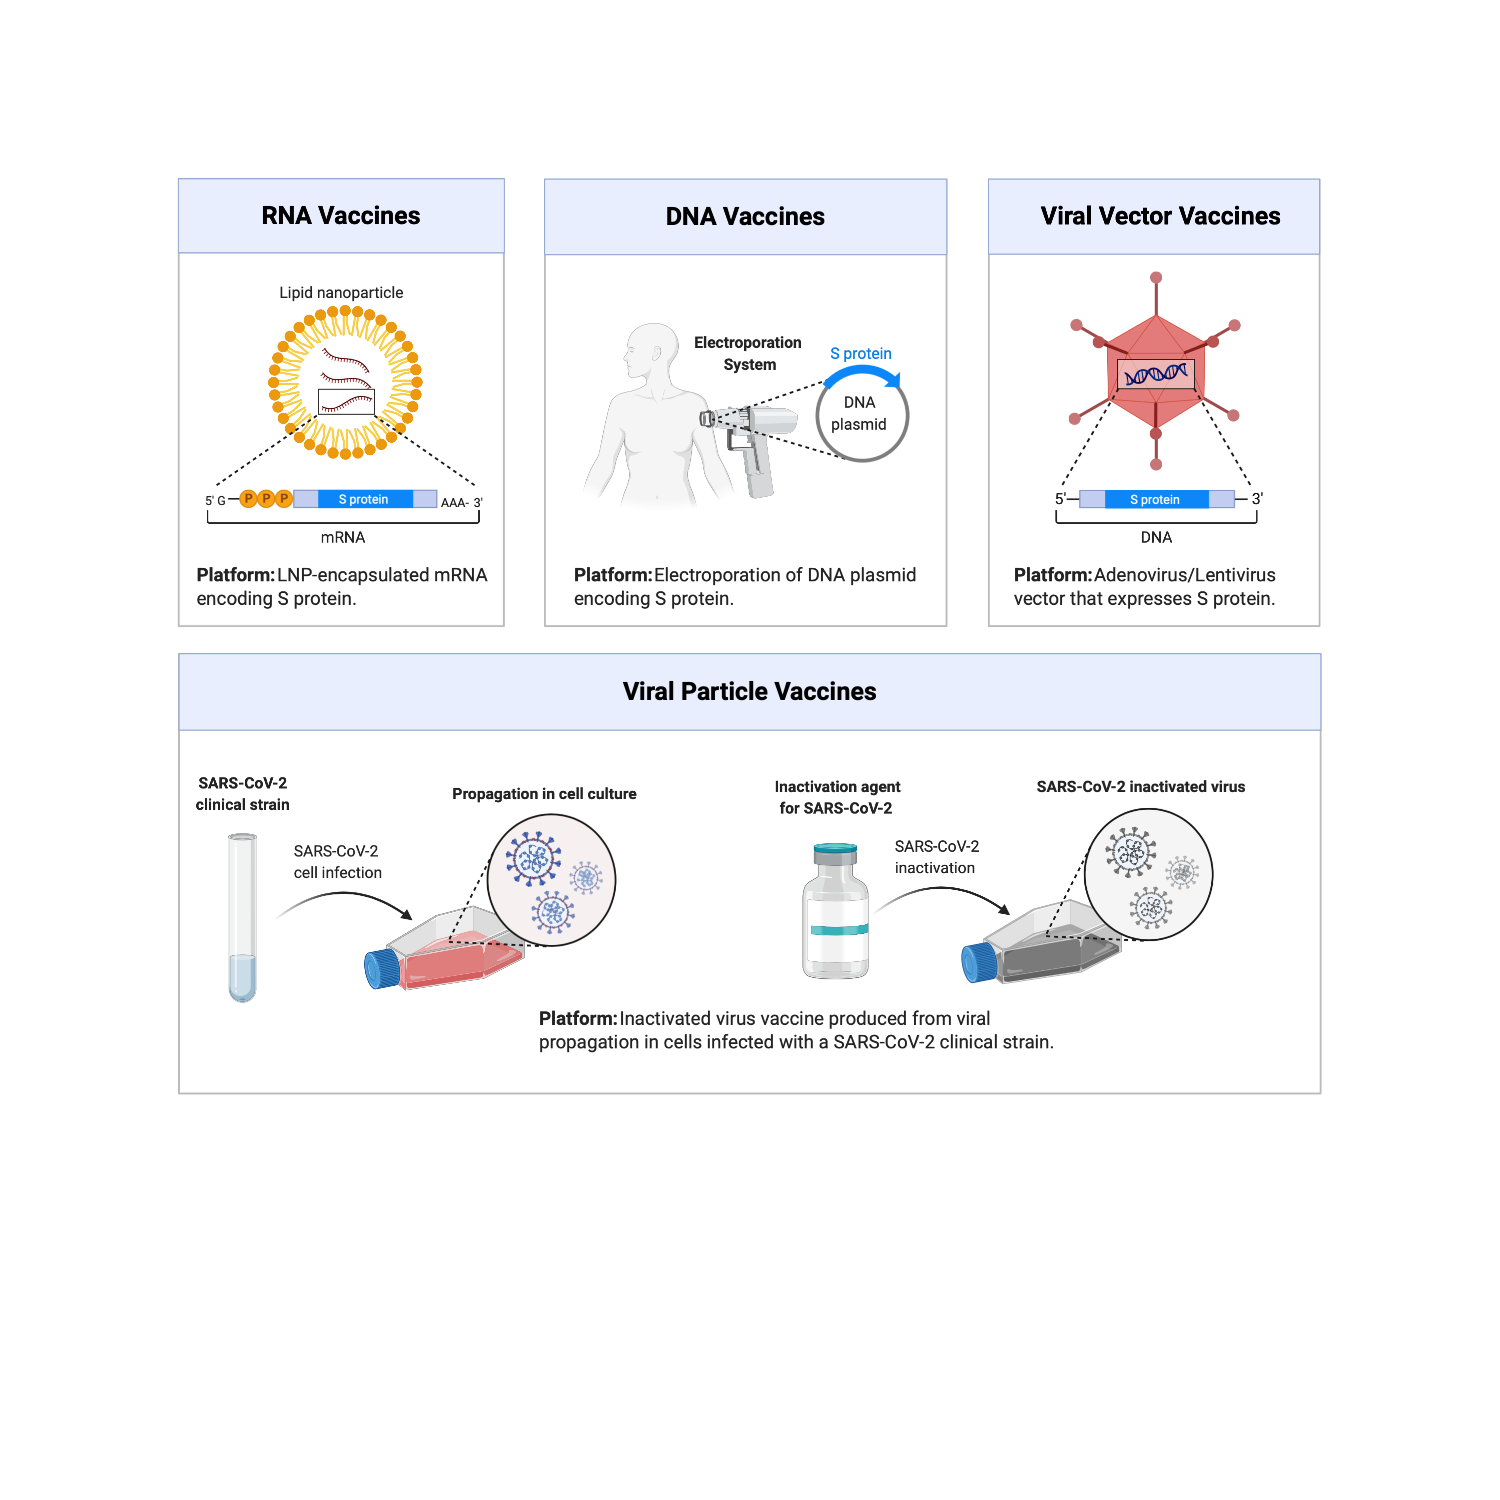 RNA Vaccines
Lipid nanoparticle
5' G
P P P
S protein
AAA- 3'
mRNA
Platform: LNP-encapsulated mRNA
encoding S protein.
DNA Vaccines
Electroporation
System
S protein
DNA
plasmid
Platform: Electroporation of DNA plasmid
encoding S protein.
Viral Vector Vaccines
5'
S protein
3'
DNA
Platform: Adenovirus/Lentivirus
vector that expresses S protein.
Viral Particle Vaccines
SARS-CoV-2
clinical strain
SARS-CoV-2
cell infection
Propagation in cell culture
Inactivation agent
for SARS-CoV-2
SARS-CoV-2
inactivation
SARS-CoV-2 inactivated virus
Platform: Inactivated virus vaccine produced from viral
propagation in cells infected with a SARS-CoV-2 clinical strain.